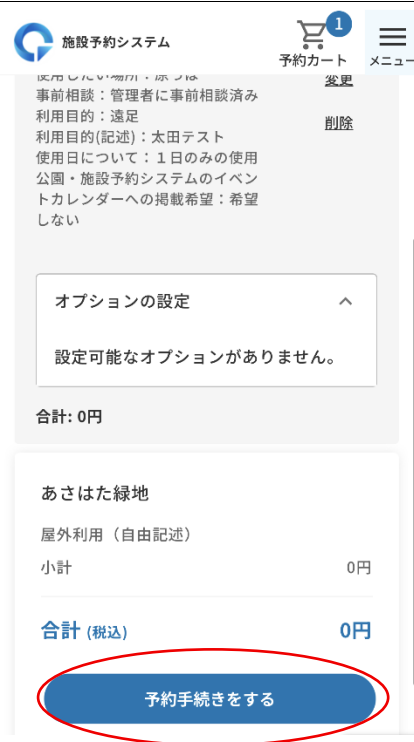 施設予約システム
1
予約カート
メニュー
使用したい場所：原っぱ
変更
事前相談：管理者に事前相談済み
利用目的：遠足
利用目的(記述)：太田テスト
削除
使用日について：１日のみの使用
公園・施設予約システムのイベン
トカレンダーへの掲載希望：希望
しない
オプションの設定
設定可能なオプションがありません。
合計: 0円
あさはた緑地
屋外利用（自由記述）
小計
0円
合計 (税込)
0円
予約手続きをする